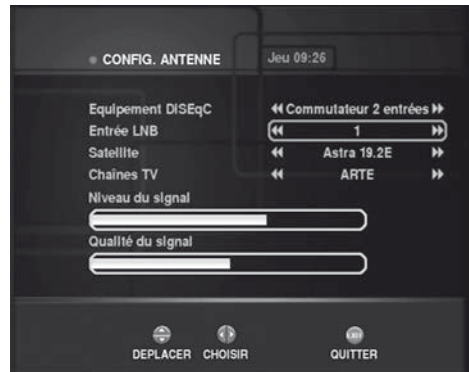 CONFIG. ANTENNE Jeu 09:26
Equipement DiSEqC Commutateur 2 entrées
Entrée LNB 1
Satellite Astra 19.2E
Chaînes TV ARTE
Niveau du signal
Qualité du signal
DEPLACER CHOISIR QUITTER